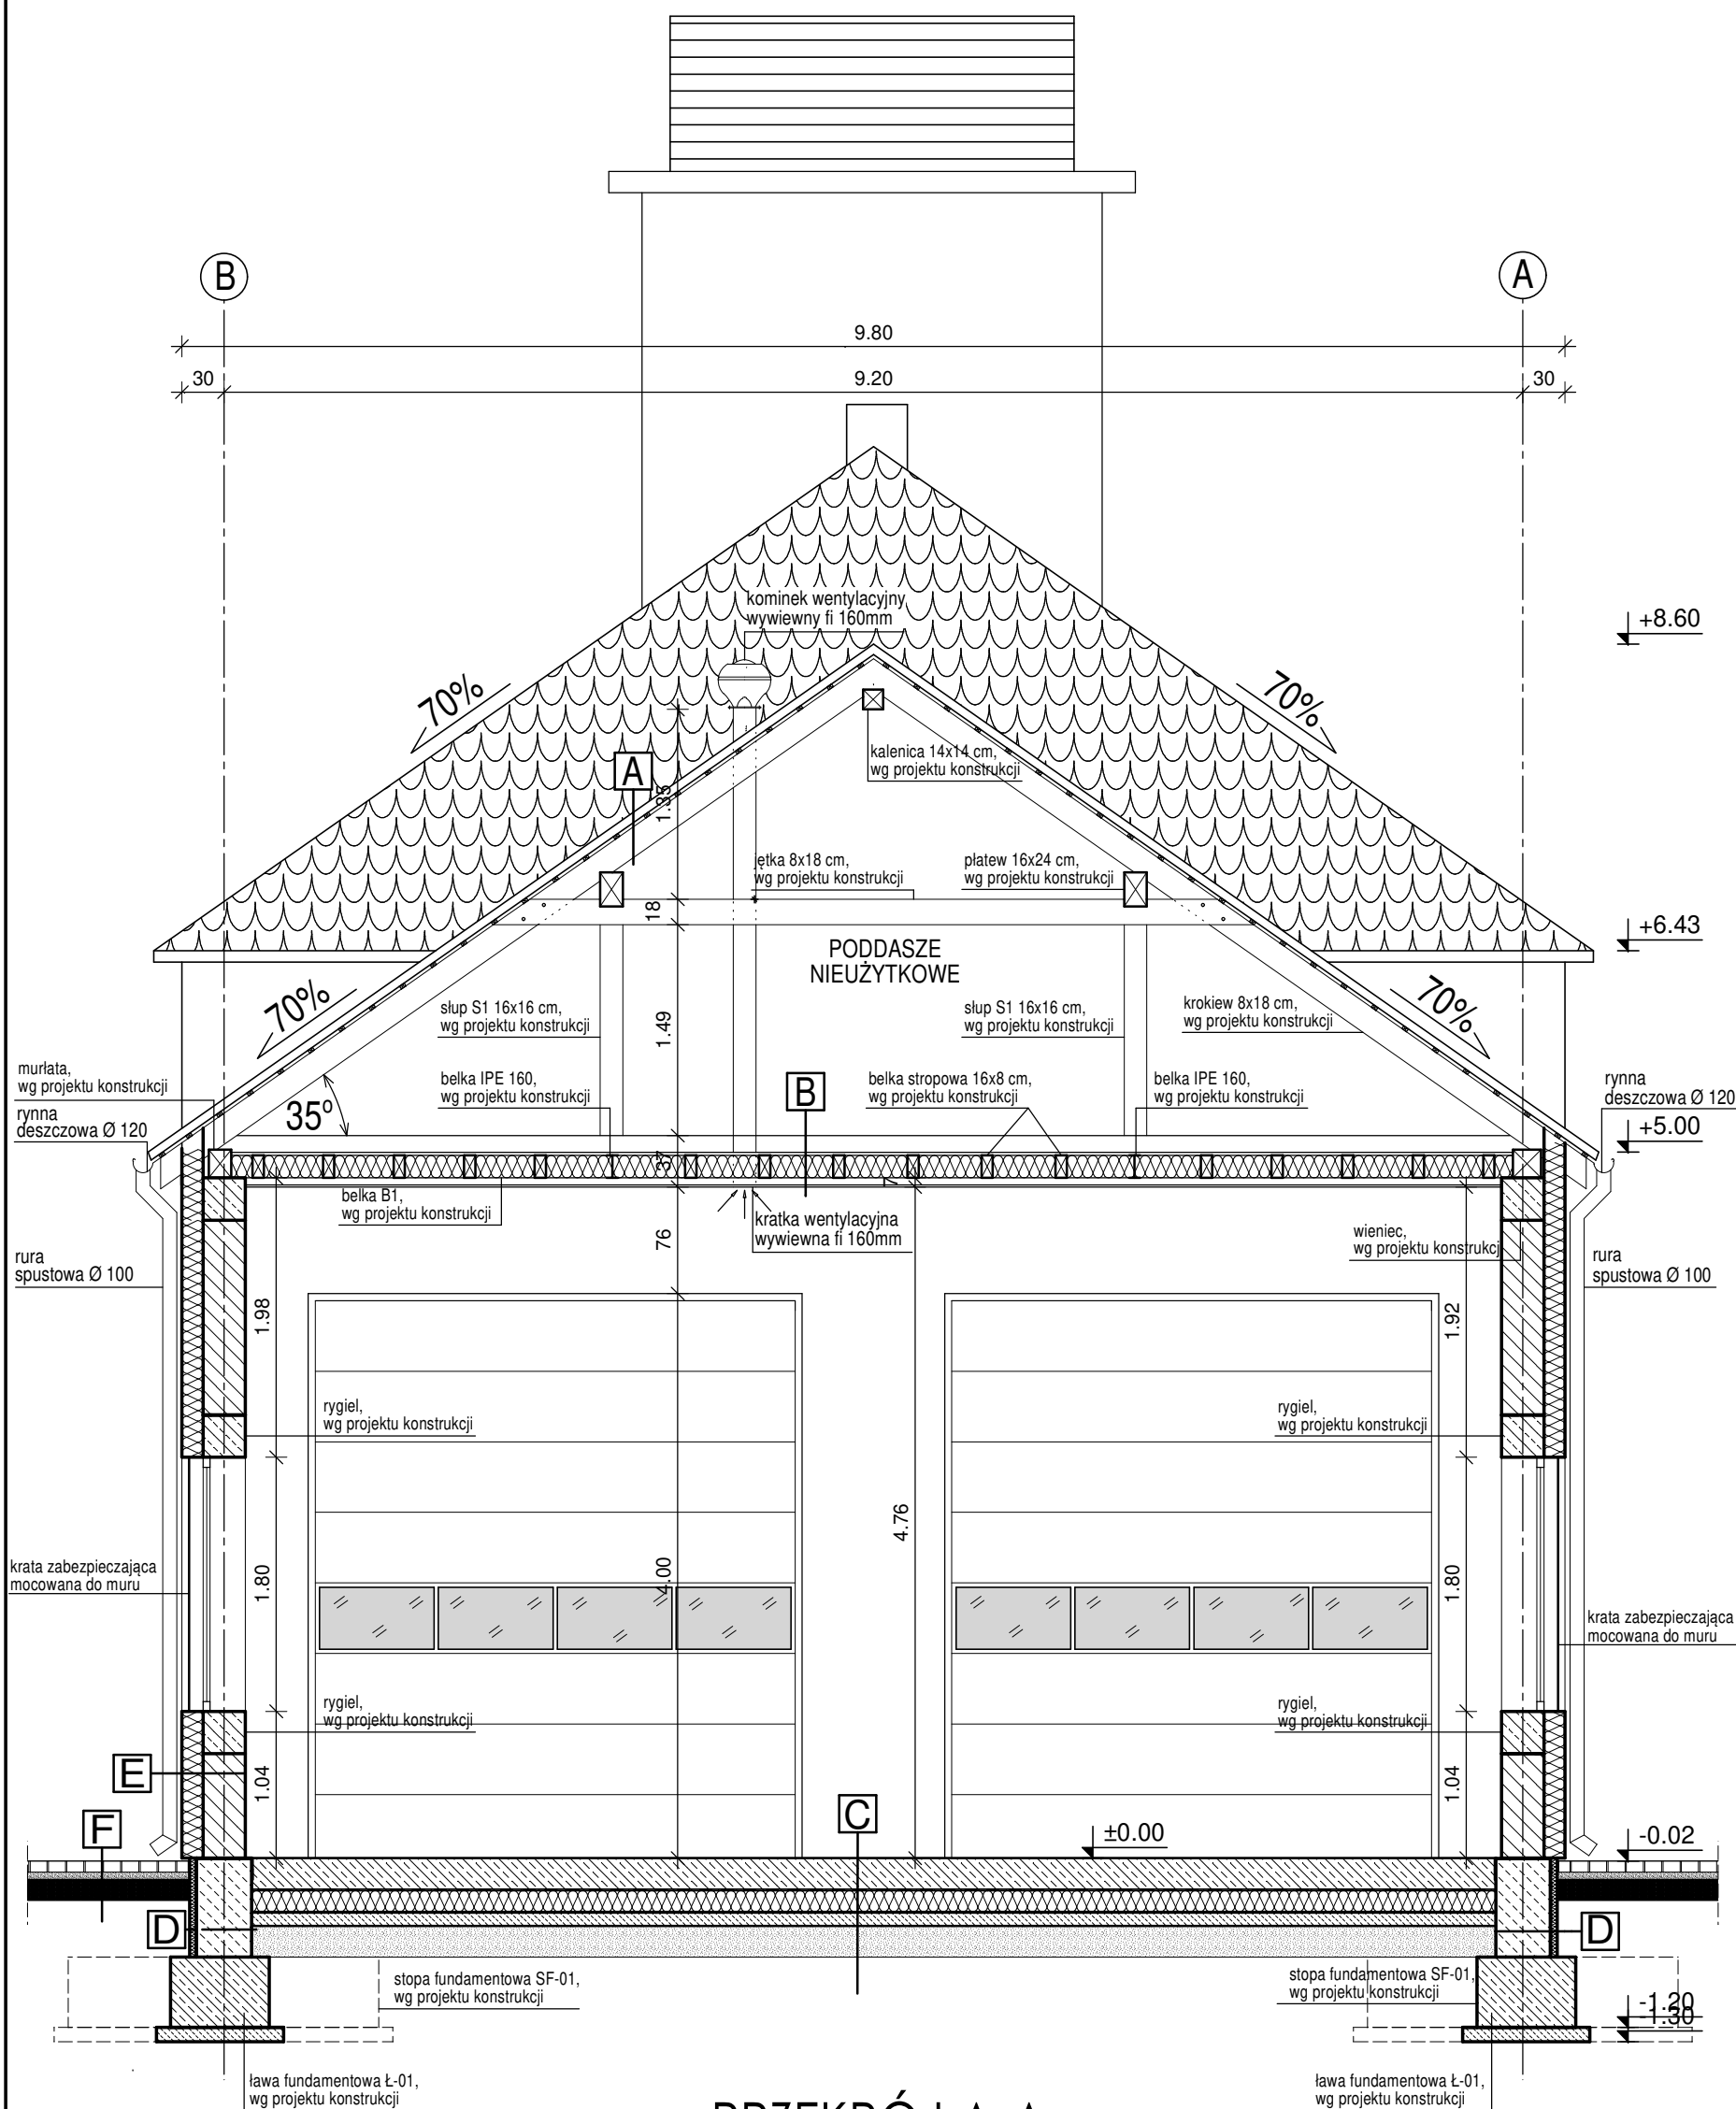 B
A
9.80
30
9.20
30
kominek wentylacyjny
wywiewny fi 160mm
+8.60
70%
70%
A
kalenica 14x14 cm,
wg projektu konstrukcji
1.35
jętka 8x18 cm,
wg projektu konstrukcji
płatew 16x24 cm,
wg projektu konstrukcji
18
+6.43
PODDASZE
NIEUŻYTKOWE
70%
70%
słup S1 16x16 cm,
wg projektu konstrukcji
1.49
słup S1 16x16 cm,
wg projektu konstrukcji
krokiew 8x18 cm,
wg projektu konstrukcji
murłata,
wg projektu konstrukcji
rynna
deszczowa Ø 120
35º
belka IPE 160,
wg projektu konstrukcji
B
belka stropowa 16x8 cm,
wg projektu konstrukcji
belka IPE 160,
wg projektu konstrukcji
rynna
deszczowa Ø 120
+5.00
37
7
belka B1,
wg projektu konstrukcji
kratka wentylacyjna
wywiewna fi 160mm
76
wieniec,
wg projektu konstrukcj
rura
spustowa Ø 100
rura
spustowa Ø 100
1.98
1.92
rygiel,
wg projektu konstrukcji
rygiel,
wg projektu konstrukcji
4.76
krata zabezpieczająca
mocowana do muru
1.80
4.00
1.80
krata zabezpieczająca
mocowana do muru
rygiel,
wg projektu konstrukcji
rygiel,
wg projektu konstrukcji
E
1.04
1.04
F
C
±0.00
-0.02
D
D
stopa fundamentowa SF-01,
wg projektu konstrukcji
stopa fundamentowa SF-01,
wg projektu konstrukcji
-1.20
-1.30
ława fundamentowa Ł-01,
wg projektu konstrukcji
ława fundamentowa Ł-01,
wg projektu konstrukcji